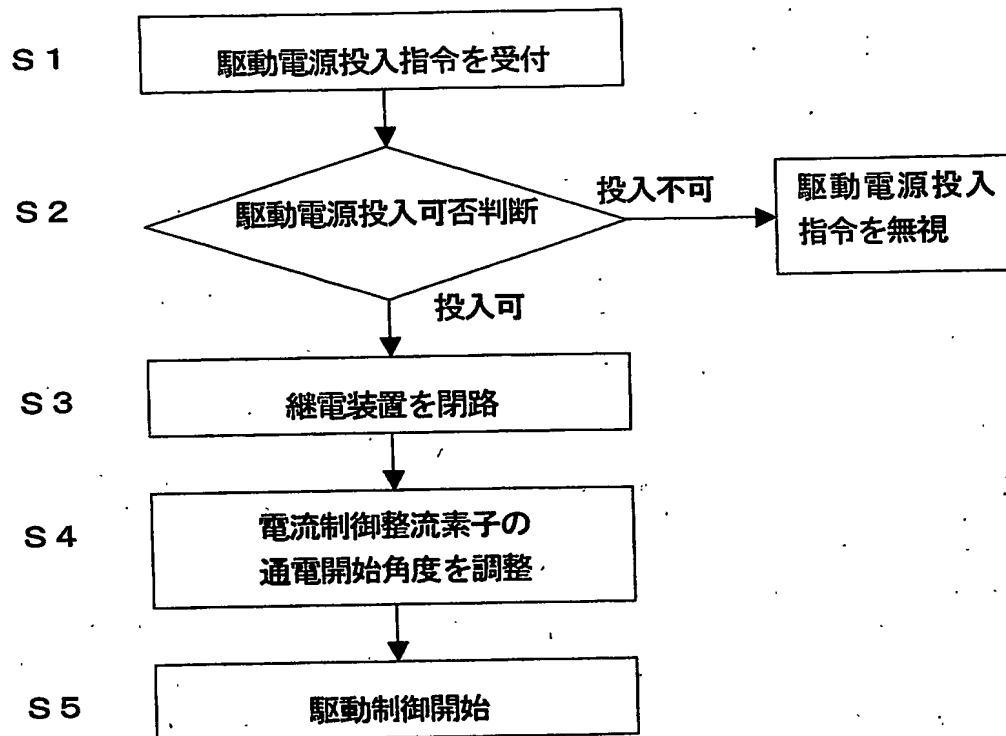 S1
駆動電源投入指令を受付
S2
駆動電源投入可否判断
投入不可
駆動電源投入
指令を無視
投入可
S3
継電装置を閉路
S4
電流制御整流素子の
通電開始角度を調整
S5
駆動制御開始